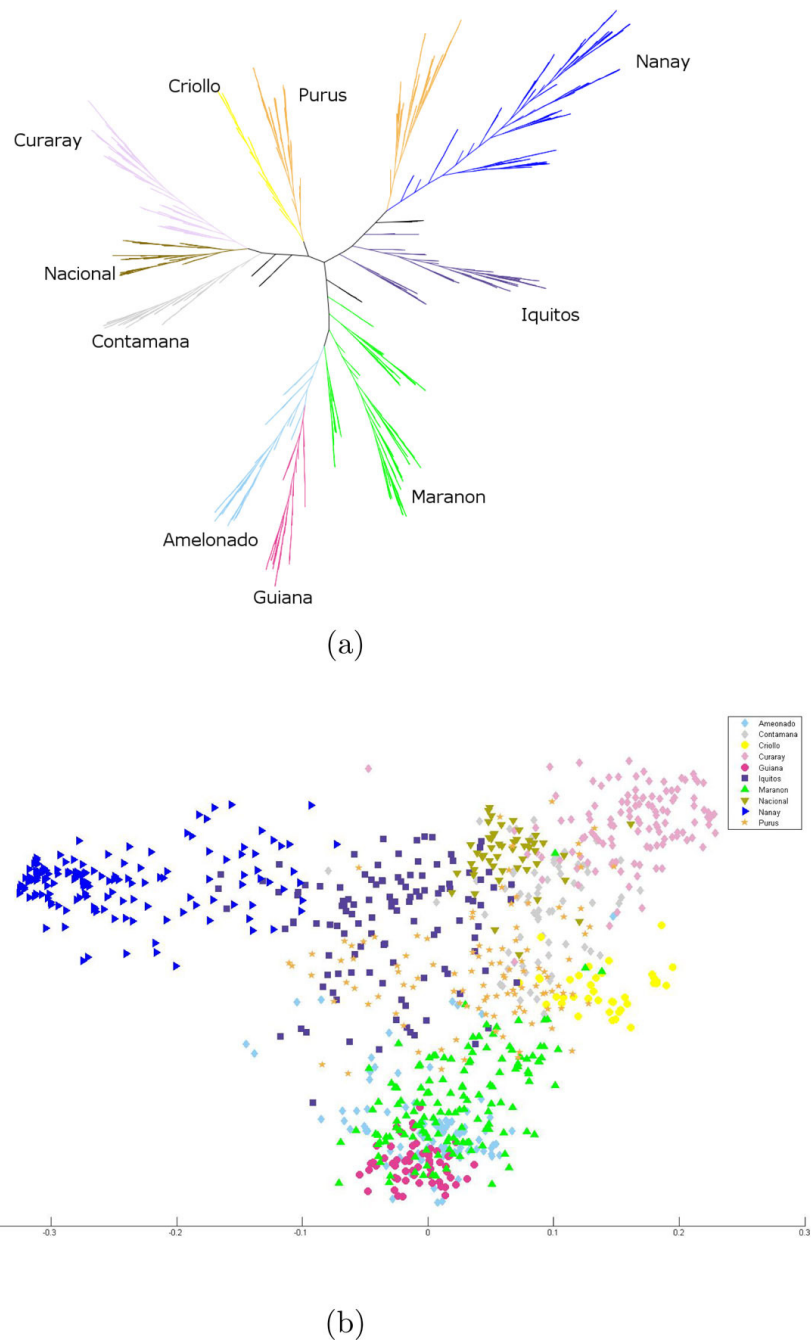 Nanay
Criollo
Purus
Curaray
Nacional
Contamana
Iquitos
Maranon
Amelonado
Guiana
(a)
Ameonado
Contamana
Criollo
Curaray
Guiana
Iquitos
Maranon
Nacional
Nanay
Purus
-0.3 -0.2 -0.1 0 0.1 0.2 0.3
(b)